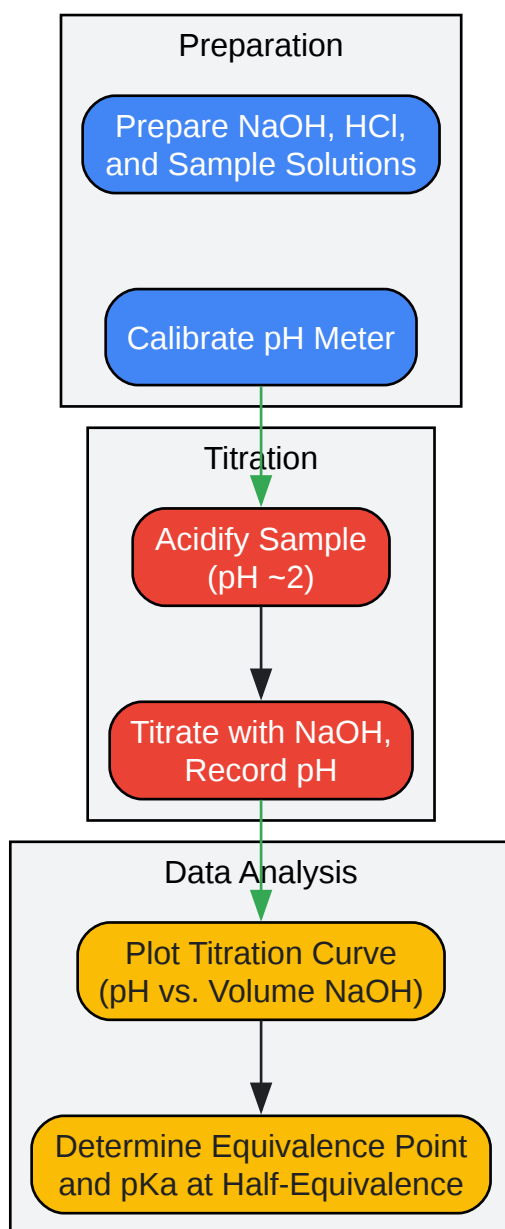 Preparation
Prepare NaOH, HCl,
and Sample Solutions
Calibrate pH Meter
Titration
Acidify Sample
(pH ~2)
Titrate with NaOH,
Record pH
Data Analysis
Plot Titration Curve
(pH vs. Volume NaOH)
Determine Equivalence Point
and pKa at Half-Equivalence